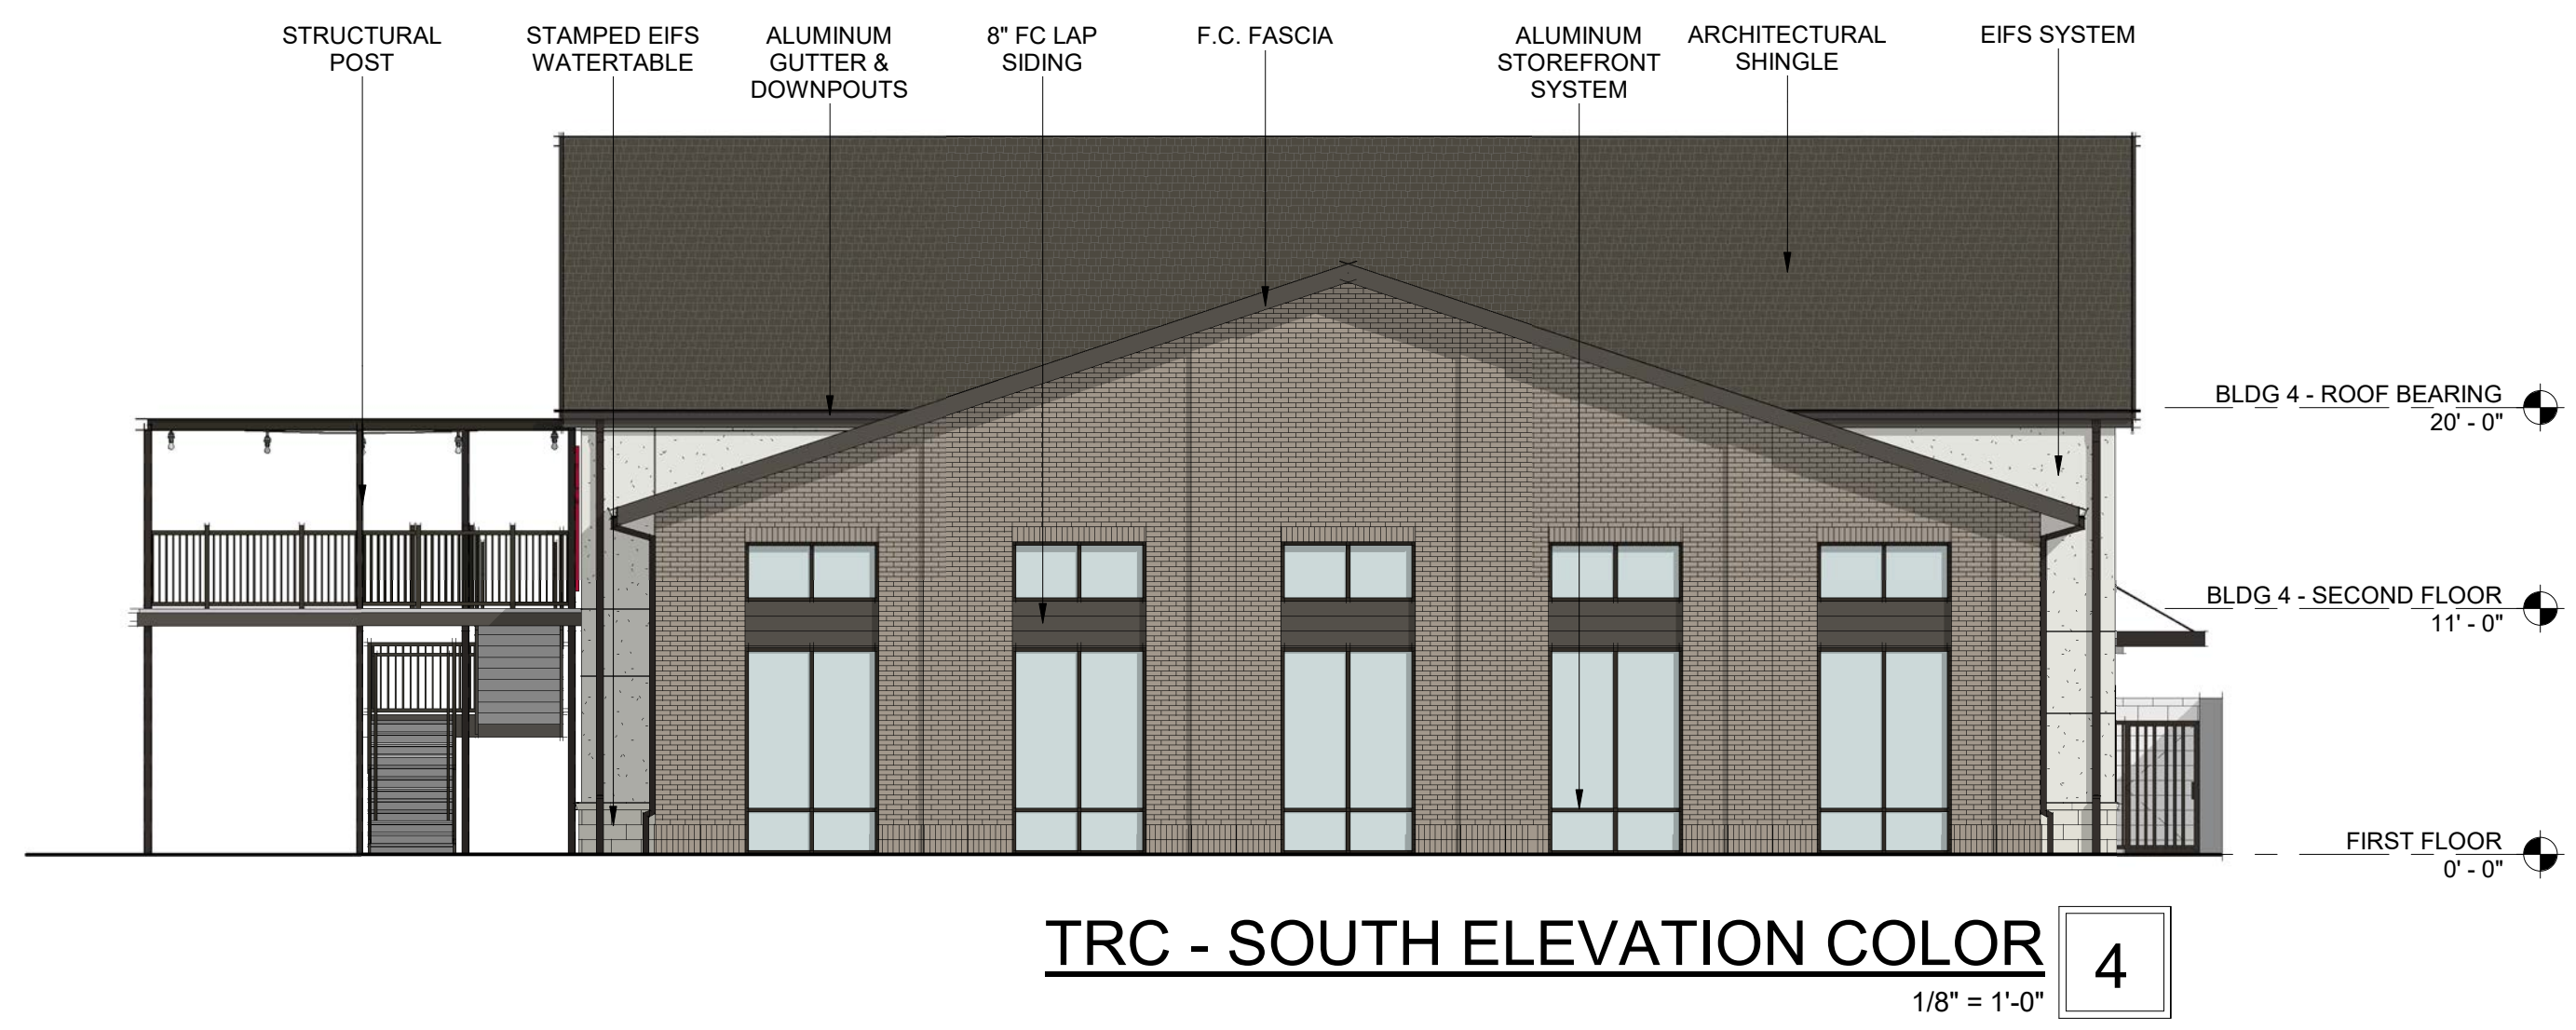 STRUCTURAL
POST
STAMPED EIFS
WATERTABLE
ALUMINUM
GUTTER &
DOWNPOUTS
8" FC LAP
SIDING
F.C. FASCIA
ALUMINUM
STOREFRONT
SYSTEM
ARCHITECTURAL
SHINGLE
EIFS SYSTEM
BLDG 4 - ROOF BEARING
20' - 0"
BLDG 4 - SECOND FLOOR
11' - 0"
FIRST FLOOR
0' - 0"
TRC - SOUTH ELEVATION COLOR
4
1/8" = 1'-0"